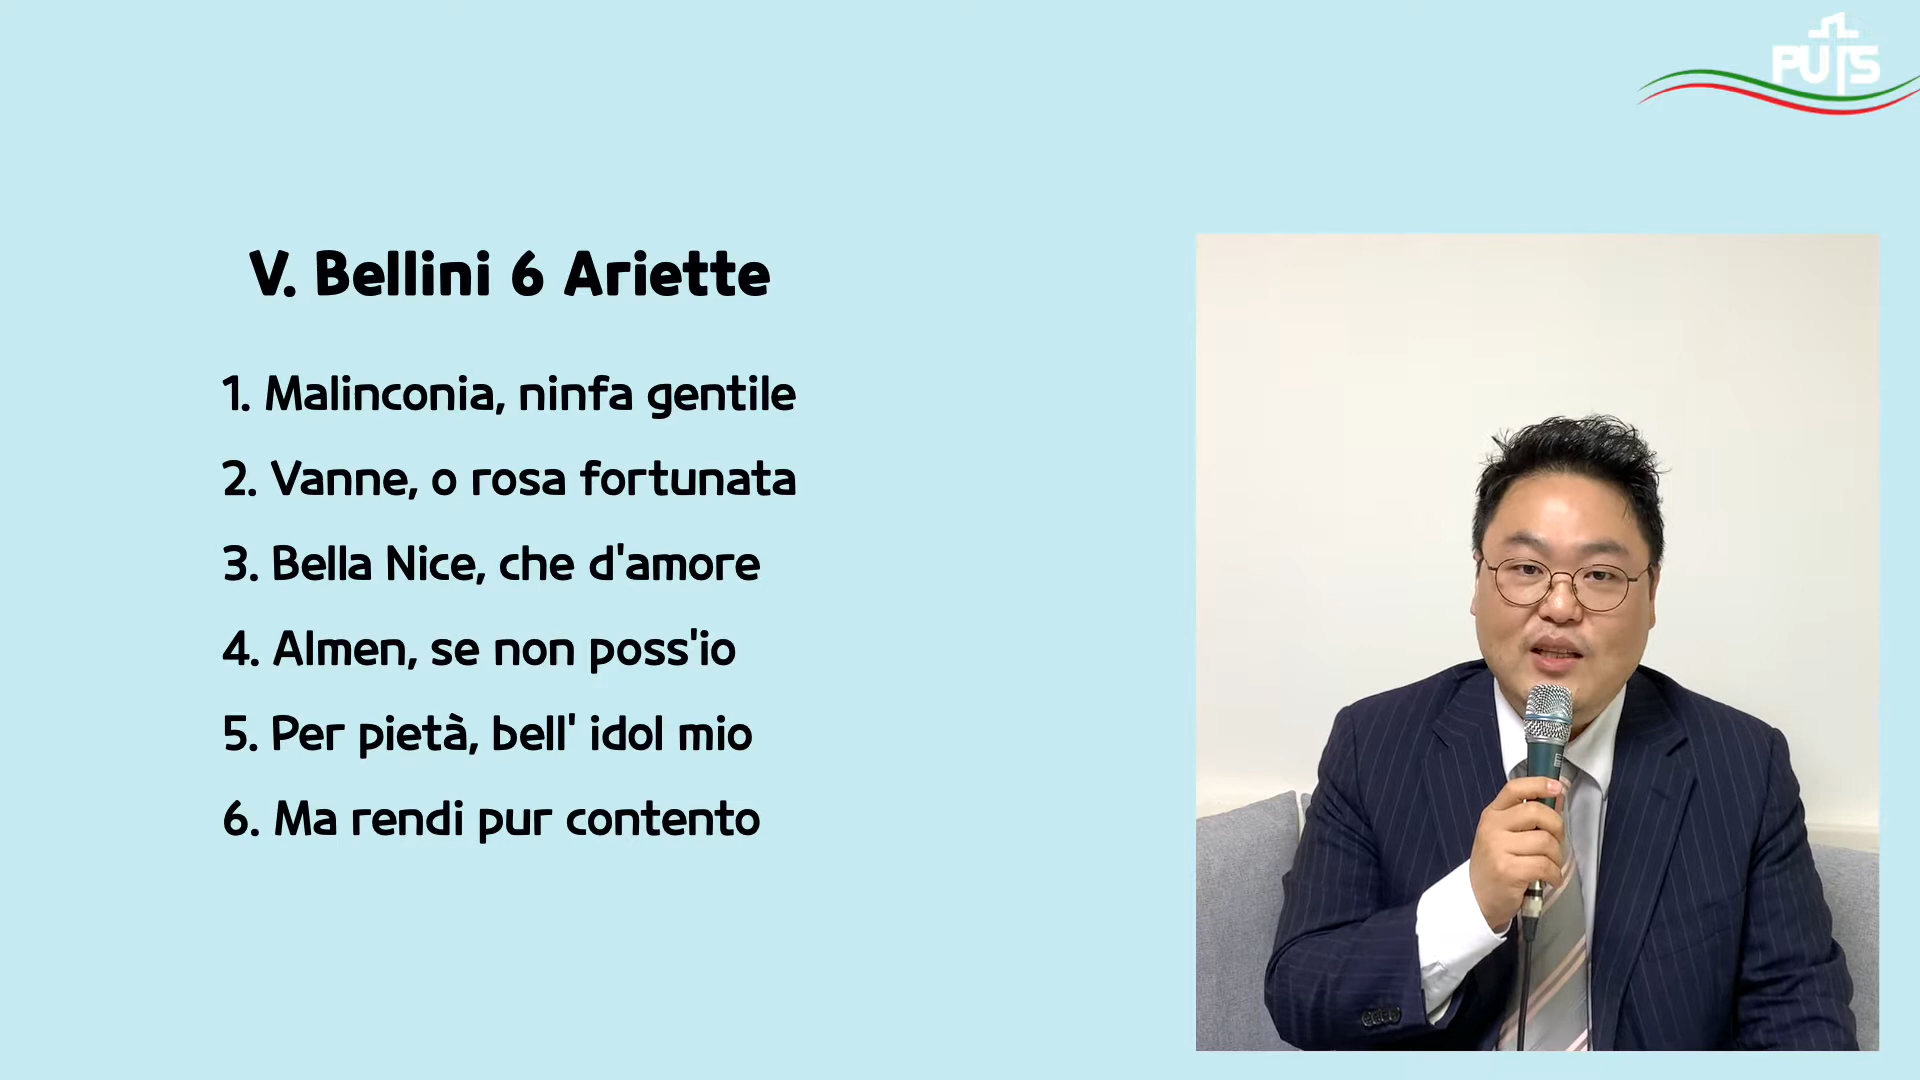 PUTS
V. Bellini 6 Ariette
1. Malinconia, ninfa gentile
2. Vanne, o rosa fortunata
3. Bella Nice, che d'amore
4. Almen, se non poss'io
5. Per pietà, bell' idol mio
6. Ma rendi pur contento